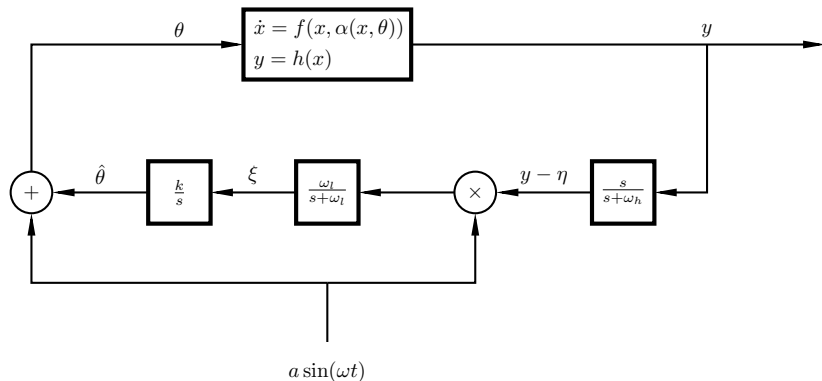 θ
ẋ = f(x, α(x, θ))
y = h(x)
y
+
θ̂
k/s
ξ
ω_l/(s+ω_l)
×
y − η
s/(s+ω_h)
a sin(ωt)